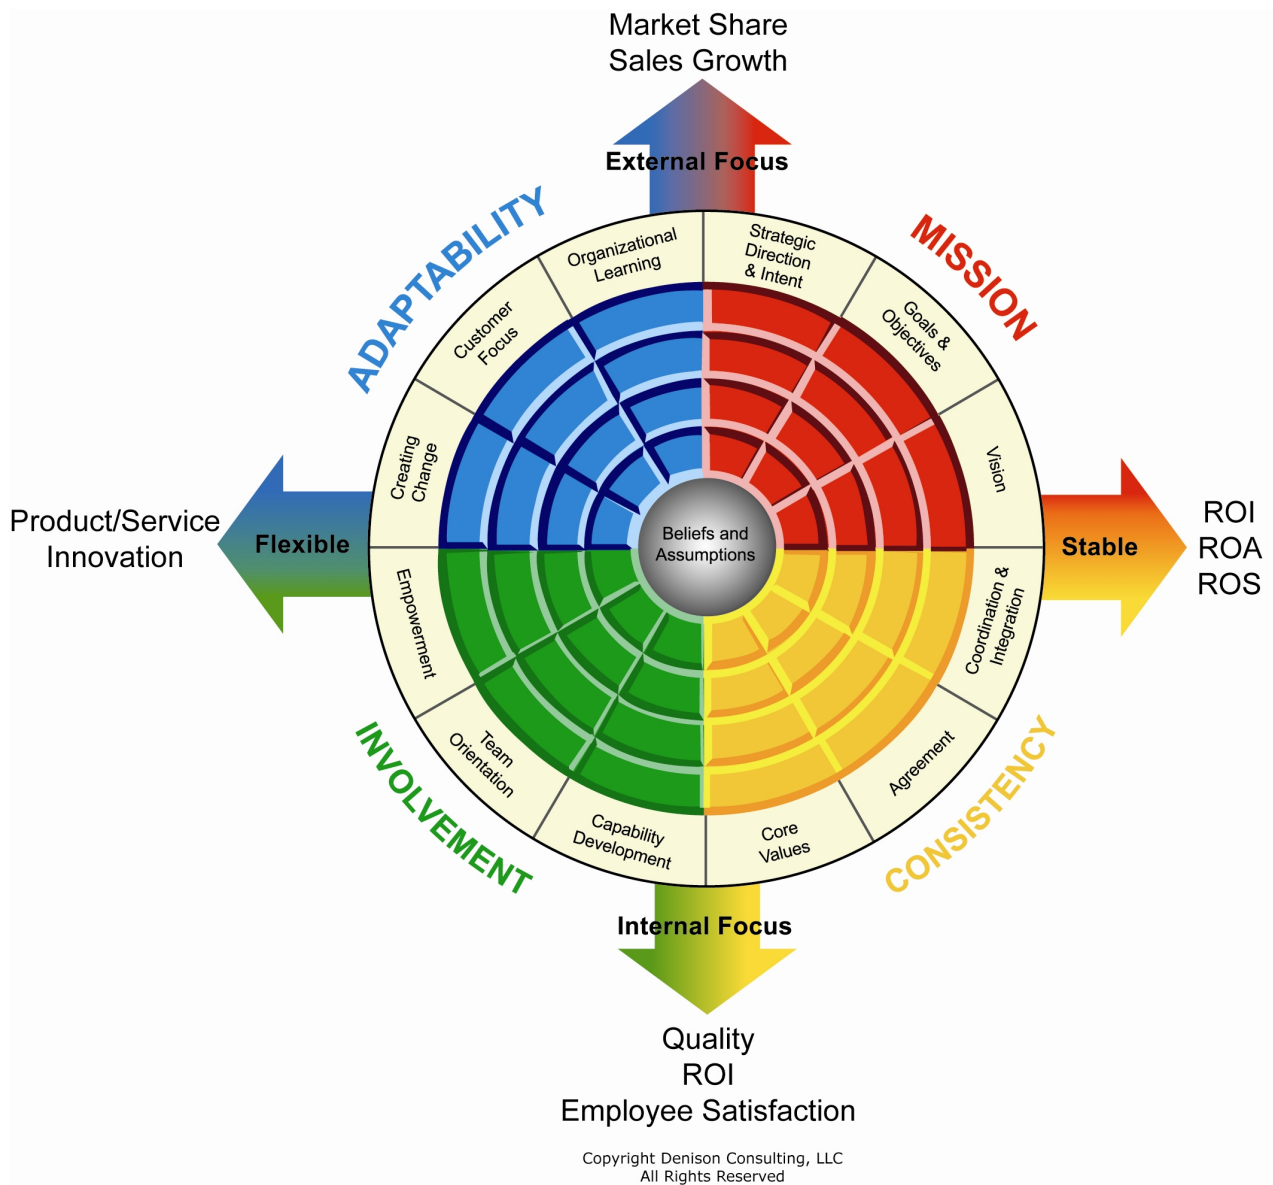 Market Share
Sales Growth
External Focus
ADAPTABILITY
MISSION
Organizational
Learning
Strategic
Direction
& Intent
Customer
Focus
Goals &
Objectives
Creating
Change
Vision
Product/Service
Innovation
Flexible
Beliefs and
Assumptions
Stable
ROI
ROA
ROS
Empowerment
Coordination &
Integration
Team
Orientation
Agreement
Capability
Development
Core
Values
INVOLVEMENT
CONSISTENCY
Internal Focus
Quality
ROI
Employee Satisfaction
Copyright Denison Consulting, LLC
All Rights Reserved